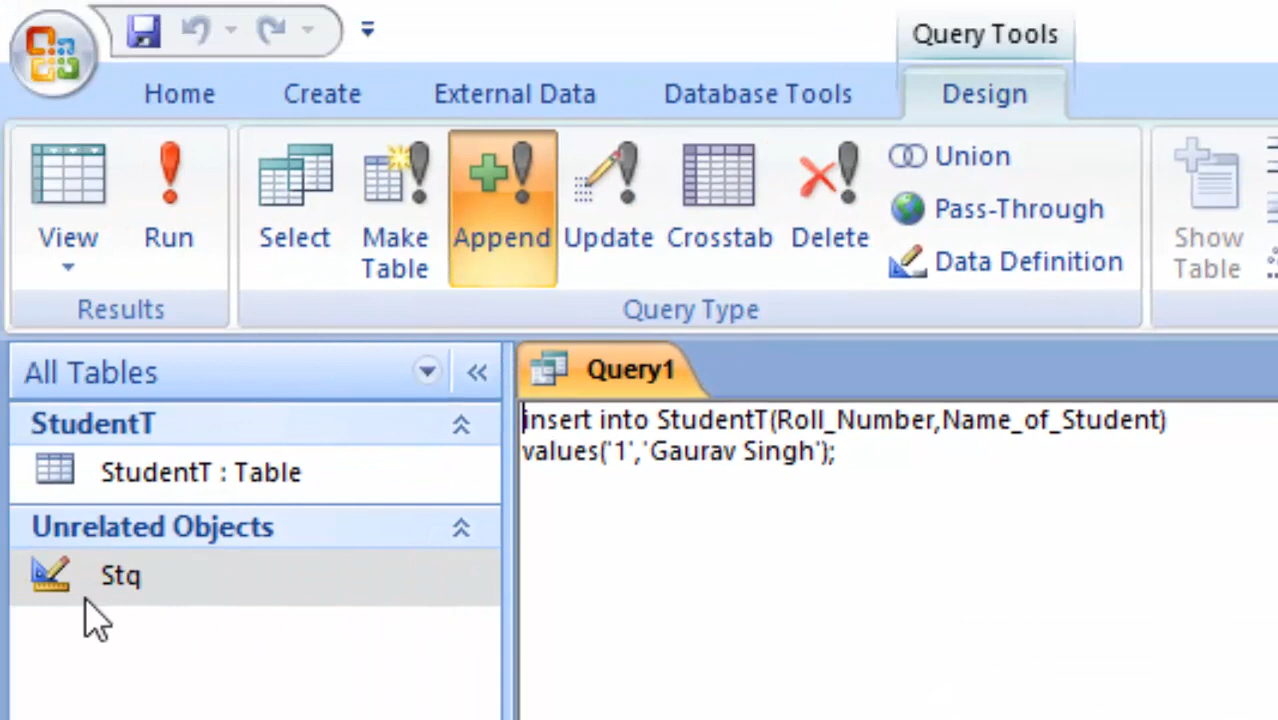 Query Tools
Home Create External Data Database Tools Design
View Run Select Make Table Append Update Crosstab Delete Union Pass-Through Data Definition Show Table
Results Query Type
All Tables
Query1
StudentT
insert into StudentT(Roll_Number,Name_of_Student)
values('1','Gaurav Singh');
StudentT : Table
Unrelated Objects
Stq